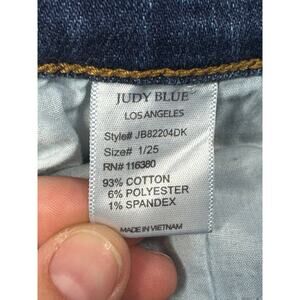 JUDY BLUE
LOS ANGELES
Style# JB82204DK
Size# 1/25
RN# 116380
93% COTTON
6% POLYESTER
1% SPANDEX
MADE IN VIETNAM